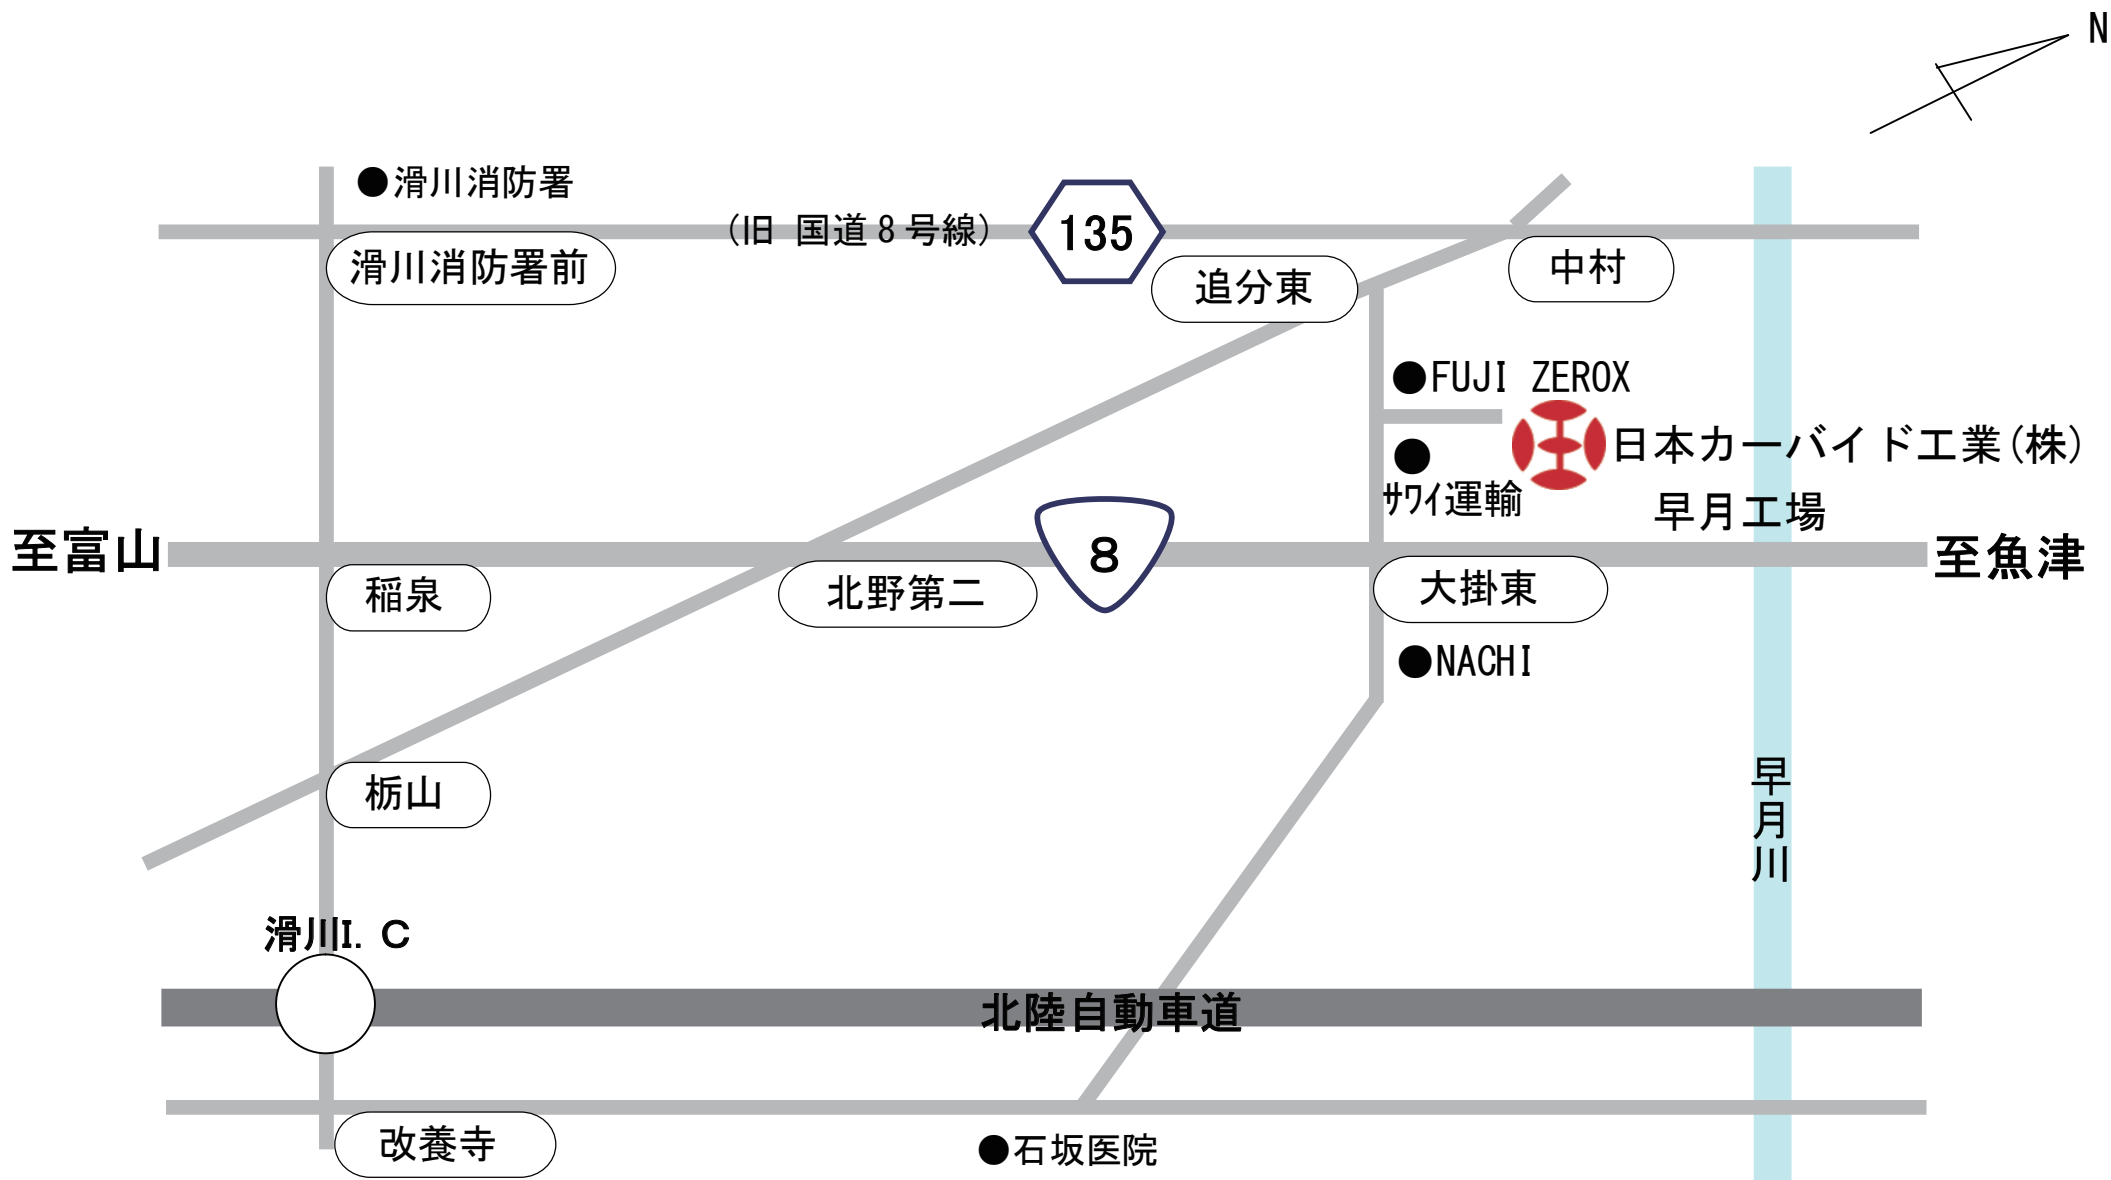 N
●滑川消防署
(旧 国道8号線)
135
滑川消防署前
追分東
中村
●FUJI ZEROX
日本カーバイド工業(株)
●
ｻﾜｲ運輸
早月工場
至富山
8
至魚津
稲泉
北野第二
大掛東
●NACHI
栃山
早月川
滑川I. C
北陸自動車道
改養寺
●石坂医院